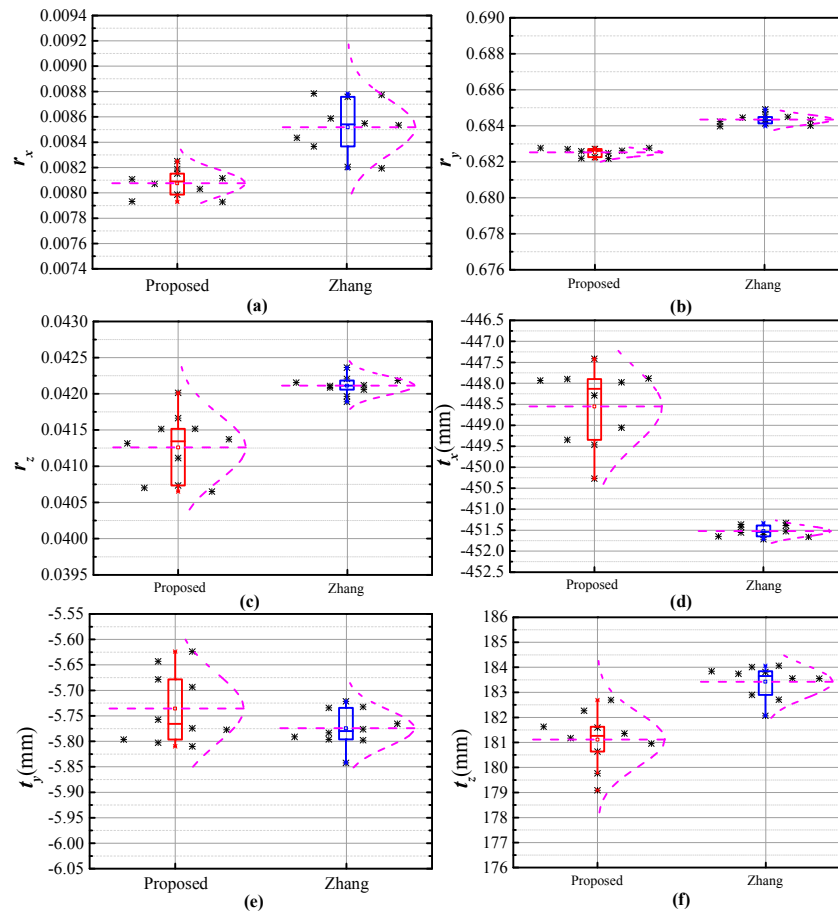 0.0094
0.0092
0.0090
0.0088
0.0086
0.0084
0.0082
0.0080
0.0078
0.0076
0.0074
r_x
Proposed
Zhang
(a)
0.690
0.688
0.686
0.684
0.682
0.680
0.678
0.676
r_y
Proposed
Zhang
(b)
0.0430
0.0425
0.0420
0.0415
0.0410
0.0405
0.0400
0.0395
r_z
Proposed
Zhang
(c)
-446.5
-447.0
-447.5
-448.0
-448.5
-449.0
-449.5
-450.0
-450.5
-451.0
-451.5
-452.0
-452.5
t_x(mm)
Proposed
Zhang
(d)
-5.55
-5.60
-5.65
-5.70
-5.75
-5.80
-5.85
-5.90
-5.95
-6.00
-6.05
t_y(mm)
Proposed
Zhang
(e)
186
185
184
183
182
181
180
179
178
177
176
t_z(mm)
Proposed
Zhang
(f)